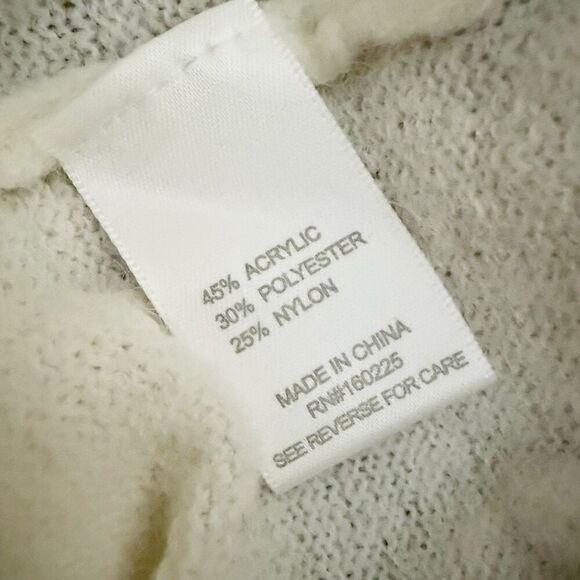 45% ACRYLIC
30% POLYESTER
25% NYLON
MADE IN CHINA
RN#160225
SEE REVERSE FOR CARE